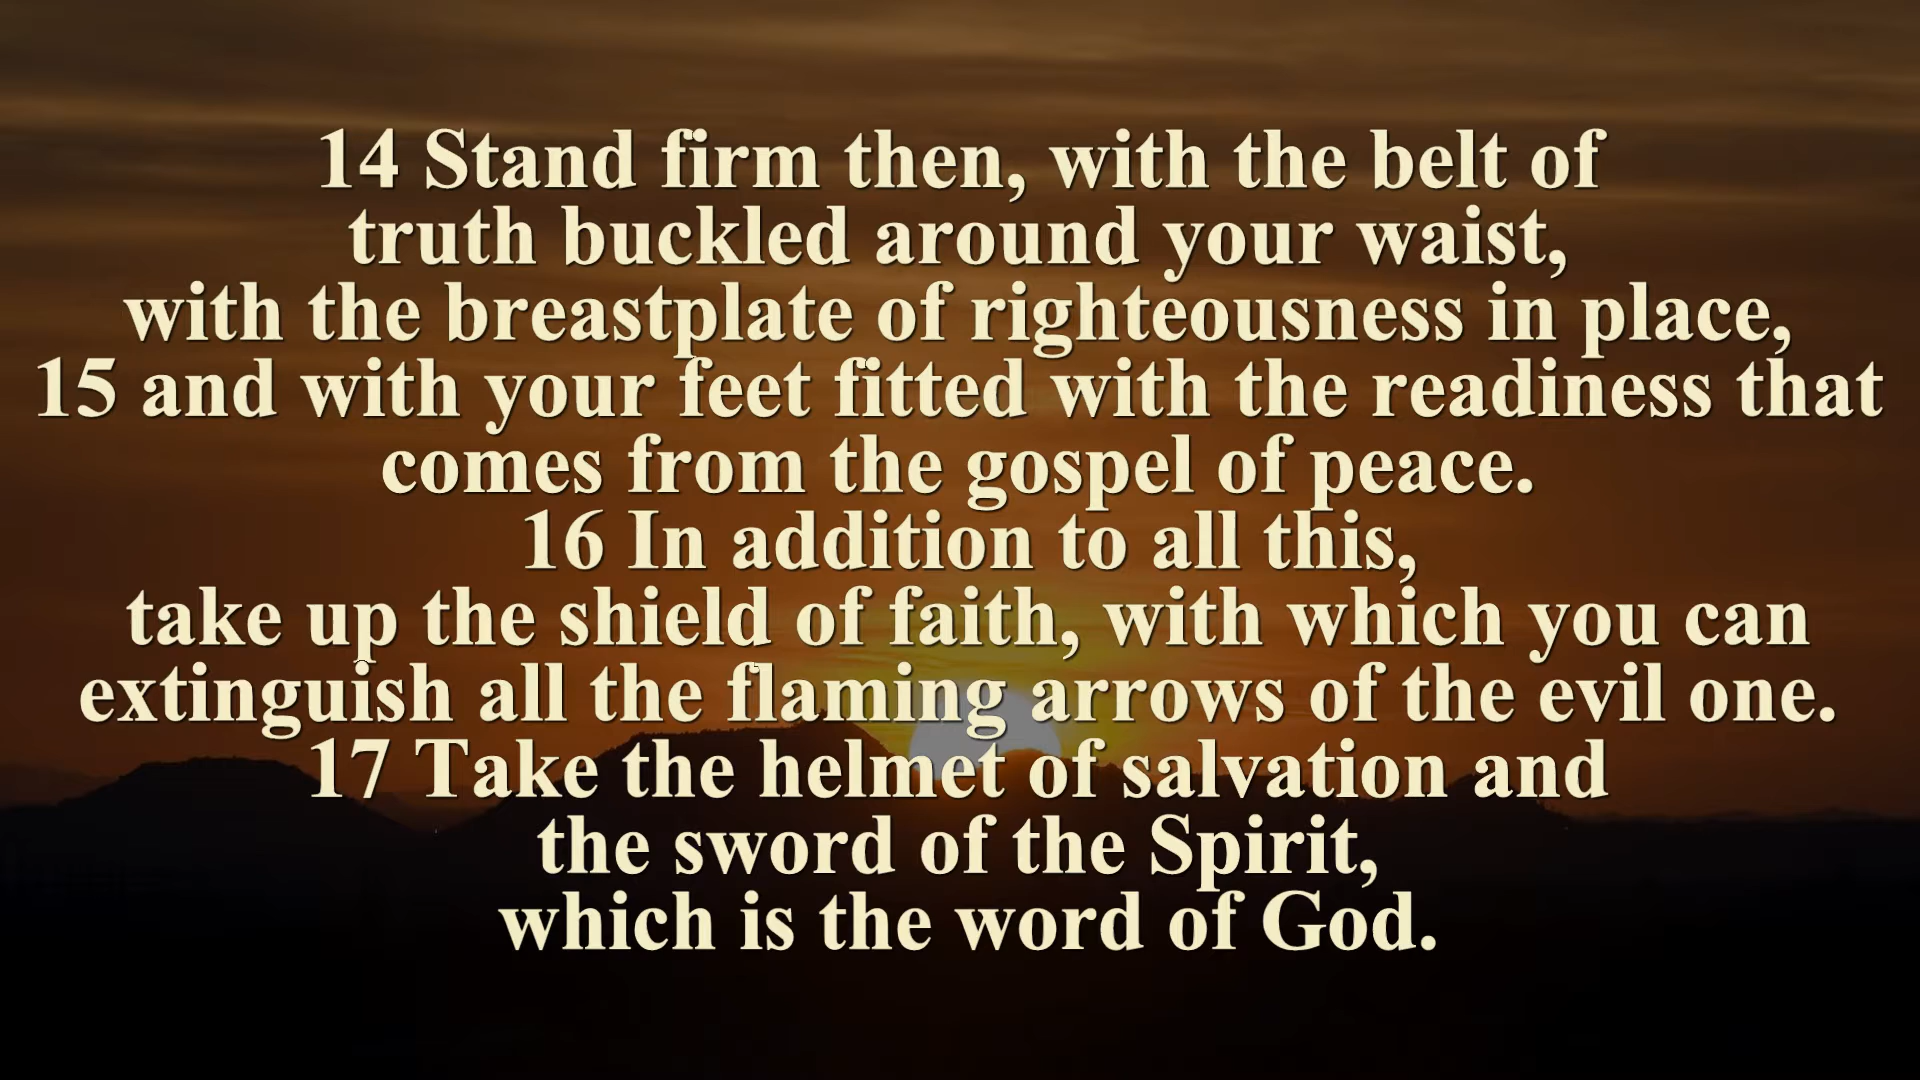 14 Stand firm then, with the belt of
truth buckled around your waist,
with the breastplate of righteousness in place,
15 and with your feet fitted with the readiness that
comes from the gospel of peace.
16 In addition to all this,
take up the shield of faith, with which you can
extinguish all the flaming arrows of the evil one.
17 Take the helmet of salvation and
the sword of the Spirit,
which is the word of God.